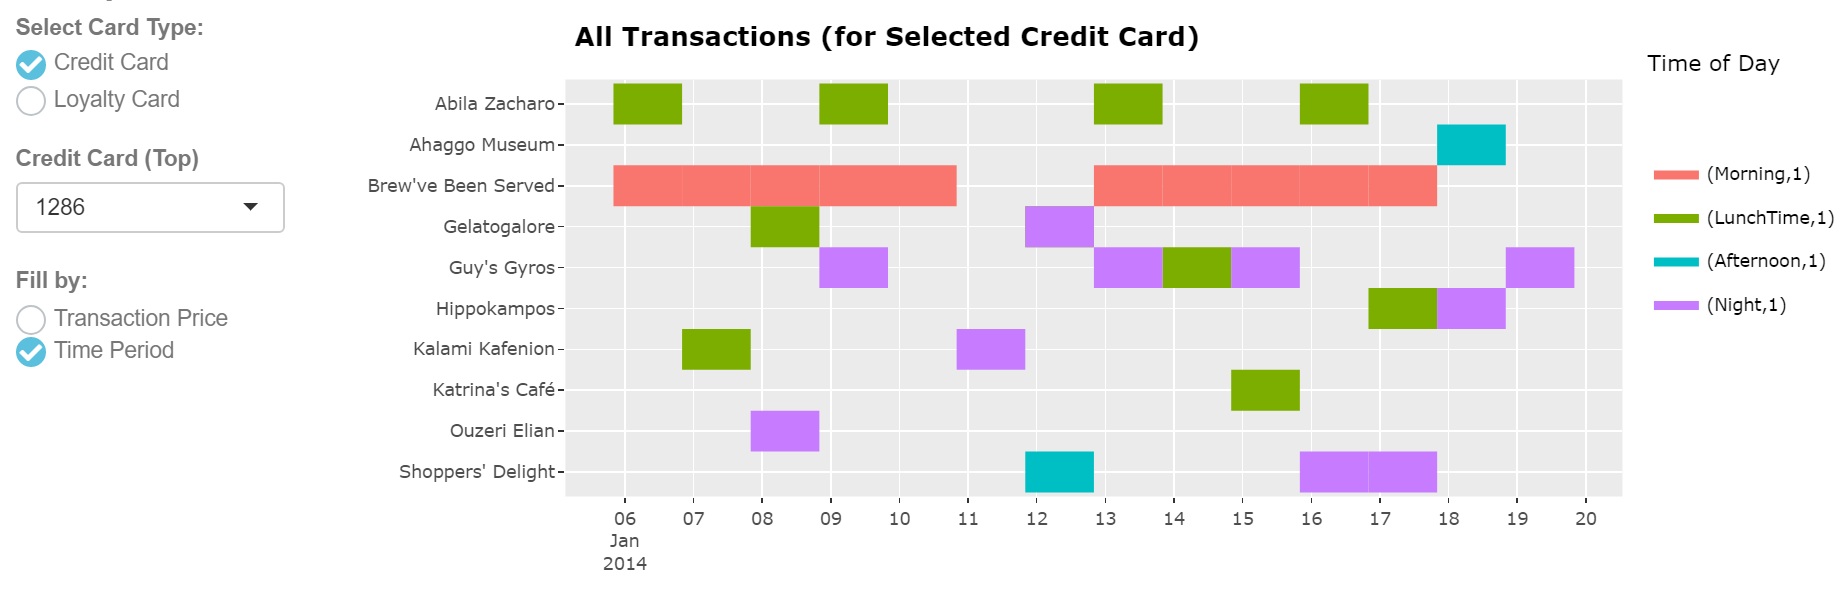 Select Card Type:
Credit Card
Loyalty Card
Credit Card (Top)
1286
Fill by:
Transaction Price
Time Period
All Transactions (for Selected Credit Card)
Abila Zacharo
Ahaggo Museum
Brew've Been Served
Gelatogalore
Guy's Gyros
Hippokampos
Kalami Kafenion
Katrina's Café
Ouzeri Elian
Shoppers' Delight
06 07 08 09 10 11 12 13 14 15 16 17 18 19 20
Jan
2014
Time of Day
(Morning,1)
(LunchTime,1)
(Afternoon,1)
(Night,1)